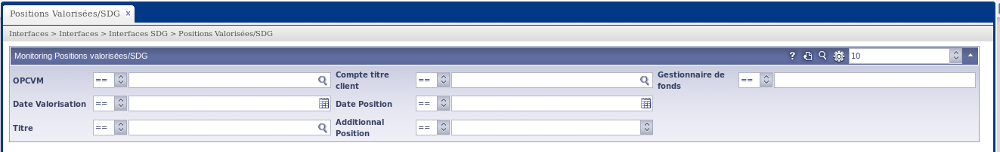 Positions Valorisées/SDG x
Interfaces > Interfaces > Interfaces SDG > Positions Valorisées/SDG
Monitoring Positions valorisées/SDG ? 10
OPCVM == Compte titre client == Gestionnaire de fonds ==
Date Valorisation == Date Position ==
Titre == Additionnal Position ==